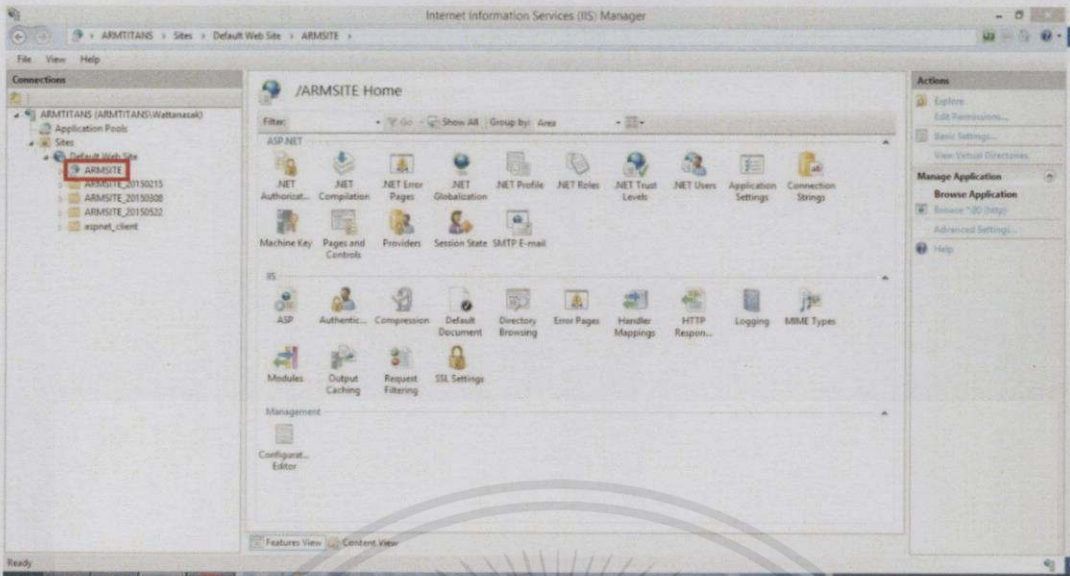 Internet Information Services (IIS) Manager
ARMTITANS › Sites › Default Web Site › ARMSITE ›
File View Help
Connections
ARMTITANS (ARMTITANS\Wattanasak)
Application Pools
Sites
Default Web Site
ARMSITE
ARMSITE_20150215
ARMSITE_20150308
ARMSITE_20150522
aspnet_client
/ARMSITE Home
Filter: Go Show All Group by: Area
ASP.NET
.NET Authorizat...
.NET Compilation
.NET Error Pages
.NET Globalization
.NET Profile
.NET Roles
.NET Trust Levels
.NET Users
Application Settings
Connection Strings
Machine Key
Pages and Controls
Providers
Session State
SMTP E-mail
IIS
ASP
Authentic...
Compression
Default Document
Directory Browsing
Error Pages
Handler Mappings
HTTP Respon...
Logging
MIME Types
Modules
Output Caching
Request Filtering
SSL Settings
Management
Configurat... Editor
Features View Content View
Ready
Actions
Explore
Edit Permissions...
Basic Settings...
View Virtual Directories
Manage Application
Browse Application
Browse *:80 (http)
Advanced Settings...
Help